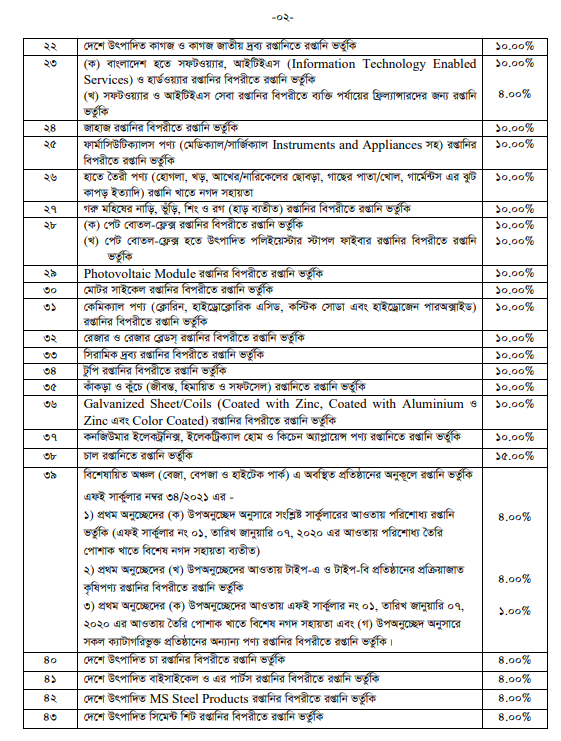 -০২-
২২ দেশে উৎপাদিত কাগজ ও কাগজ জাতীয় দ্রব্য রপ্তানিতে রপ্তানি ভর্তুকি ১০.০০%
২৩ (ক) বাংলাদেশ হতে সফটওয়্যার, আইটিইএস (Information Technology Enabled ১০.০০%
Services) ও হার্ডওয়্যার রপ্তানির বিপরীতে রপ্তানি ভর্তুকি
(খ) সফটওয়্যার ও আইটিইএস সেবা রপ্তানির বিপরীতে ব্যক্তি পর্যায়ের ফ্রিল্যান্সারদের জন্য রপ্তানি ৪.০০%
ভর্তুকি
২৪ জাহাজ রপ্তানির বিপরীতে রপ্তানি ভর্তুকি ১০.০০%
২৫ ফার্মাসিউটিক্যালস পণ্য (মেডিক্যাল/সার্জিক্যাল Instruments and Appliances সহ) রপ্তানির ১০.০০%
বিপরীতে রপ্তানি ভর্তুকি
২৬ হাতে তৈরী পণ্য (হোগলা, খড়, আখের/নারিকেলের ছোবড়া, গাছের পাতা/খোল, গার্মেন্টস এর ঝুট ১০.০০%
কাপড় ইত্যাদি) রপ্তানি খাতে নগদ সহায়তা
২৭ গরু মহিষের নাড়ি, ভুঁড়ি, শিং ও রগ (হাড় ব্যতীত) রপ্তানির বিপরীতে রপ্তানি ভর্তুকি ১০.০০%
২৮ (ক) পেট বোতল-ফ্লেক্স রপ্তানির বিপরীতে রপ্তানি ভর্তুকি ১০.০০%
(খ) পেট বোতল-ফ্লেক্স হতে উৎপাদিত পলিইয়েস্টার স্টাপল ফাইবার রপ্তানির বিপরীতে রপ্তানি ১০.০০%
ভর্তুকি
২৯ Photovoltaic Module রপ্তানির বিপরীতে রপ্তানি ভর্তুকি ১০.০০%
৩০ মোটর সাইকেল রপ্তানির বিপরীতে রপ্তানি ভর্তুকি ১০.০০%
৩১ কেমিক্যাল পণ্য (ক্লোরিন, হাইড্রোক্লোরিক এসিড, কস্টিক সোডা এবং হাইড্রোজেন পারঅক্সাইড) ১০.০০%
রপ্তানির বিপরীতে রপ্তানি ভর্তুকি
৩২ রেজার ও রেজার ব্লেডস্ রপ্তানির বিপরীতে রপ্তানি ভর্তুকি ১০.০০%
৩৩ সিরামিক দ্রব্য রপ্তানির বিপরীতে রপ্তানি ভর্তুকি ১০.০০%
৩৪ টুপি রপ্তানির বিপরীতে রপ্তানি ভর্তুকি ১০.০০%
৩৫ কাঁকড়া ও কুঁচে (জীবন্ত, হিমায়িত ও সফটসেল) রপ্তানিতে রপ্তানি ভর্তুকি ১০.০০%
৩৬ Galvanized Sheet/Coils (Coated with Zinc, Coated with Aluminium ও ১০.০০%
Zinc এবং Color Coated) রপ্তানির বিপরীতে রপ্তানি ভর্তুকি
৩৭ কনজিউমার ইলেকট্রনিক্স, ইলেকট্রিক্যাল হোম ও কিচেন অ্যাপ্লায়েন্স পণ্য রপ্তানিতে রপ্তানি ভর্তুকি ১০.০০%
৩৮ চাল রপ্তানিতে রপ্তানি ভর্তুকি ১৫.০০%
৩৯ বিশেষায়িত অঞ্চল (বেজা, বেপজা ও হাইটেক পার্ক) এ অবস্থিত প্রতিষ্ঠানের অনুকূলে রপ্তানি ভর্তুকি
এফই সার্কুলার নম্বর ৩৪/২০২১ এর -
১) প্রথম অনুচ্ছেদের (ক) উপঅনুচ্ছেদ অনুসারে সংশ্লিষ্ট সার্কুলারের আওতায় পরিশোধ্য রপ্তানি ৪.০০%
ভর্তুকি (এফই সার্কুলার নং ০১, তারিখ জানুয়ারি ০৭, ২০২০ এর আওতায় পরিশোধ্য তৈরি
পোশাক খাতে বিশেষ নগদ সহায়তা ব্যতীত)
২) প্রথম অনুচ্ছেদের (খ) উপঅনুচ্ছেদের আওতায় টাইপ-এ ও টাইপ-বি প্রতিষ্ঠানের প্রক্রিয়াজাত ৪.০০%
কৃষিপণ্য রপ্তানির বিপরীতে রপ্তানি ভর্তুকি
৩) প্রথম অনুচ্ছেদের (ক) উপঅনুচ্ছেদের আওতায় এফই সার্কুলার নং ০১, তারিখ জানুয়ারি ০৭, ১.০০%
২০২০ এর আওতায় তৈরি পোশাক খাতে বিশেষ নগদ সহায়তা এবং (গ) উপঅনুচ্ছেদ অনুসারে
সকল ক্যাটাগরিভুক্ত প্রতিষ্ঠানের অন্যান্য পণ্য রপ্তানির বিপরীতে রপ্তানি ভর্তুকি।
৪০ দেশে উৎপাদিত চা রপ্তানির বিপরীতে রপ্তানি ভর্তুকি ৪.০০%
৪১ দেশে উৎপাদিত বাইসাইকেল ও এর পার্টস রপ্তানির বিপরীতে রপ্তানি ভর্তুকি ৪.০০%
৪২ দেশে উৎপাদিত MS Steel Products রপ্তানির বিপরীতে রপ্তানি ভর্তুকি ৪.০০%
৪৩ দেশে উৎপাদিত সিমেন্ট শিট রপ্তানির বিপরীতে রপ্তানি ভর্তুকি ৪.০০%